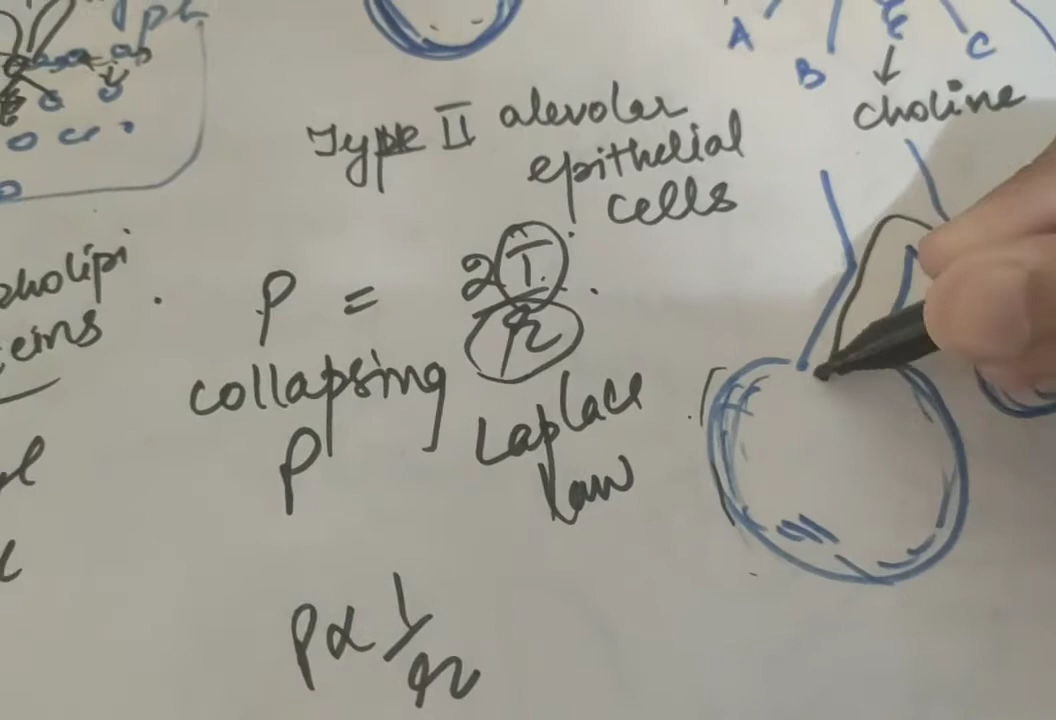 A
B
C
choline
Type II alevolar
epithelial
cells
P = 2T
r
collapsing
P
Laplace
Law
P ∝ 1/r